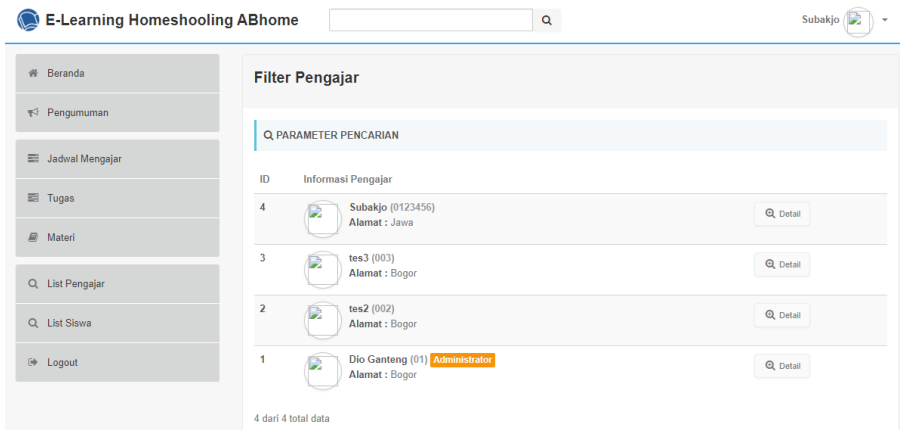 E-Learning Homeshooling ABhome
Subakjo
Beranda
Pengumuman
Jadwal Mengajar
Tugas
Materi
List Pengajar
List Siswa
Logout
Filter Pengajar
PARAMETER PENCARIAN
ID Informasi Pengajar
4 Subakjo (0123456) Detail
Alamat : Jawa
3 tes3 (003) Detail
Alamat : Bogor
2 tes2 (002) Detail
Alamat : Bogor
1 Dio Ganteng (01) Administrator Detail
Alamat : Bogor
4 dari 4 total data